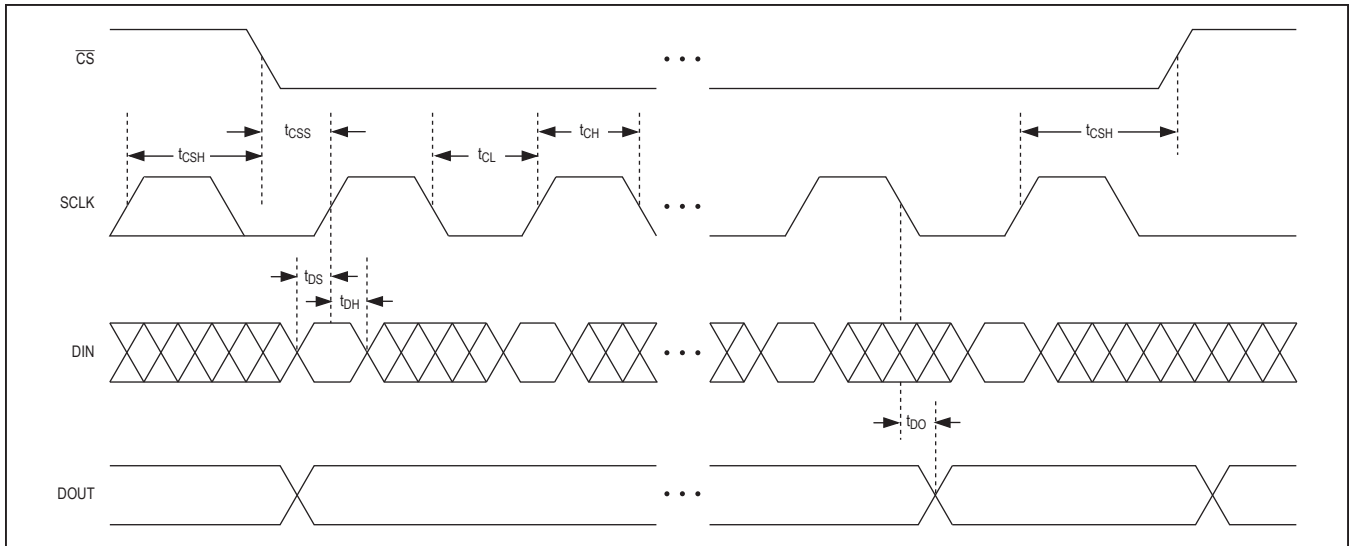 CS
tCSS
tCH
tCSH
tCL
tCSH
SCLK
tDS
tDH
DIN
tDO
DOUT